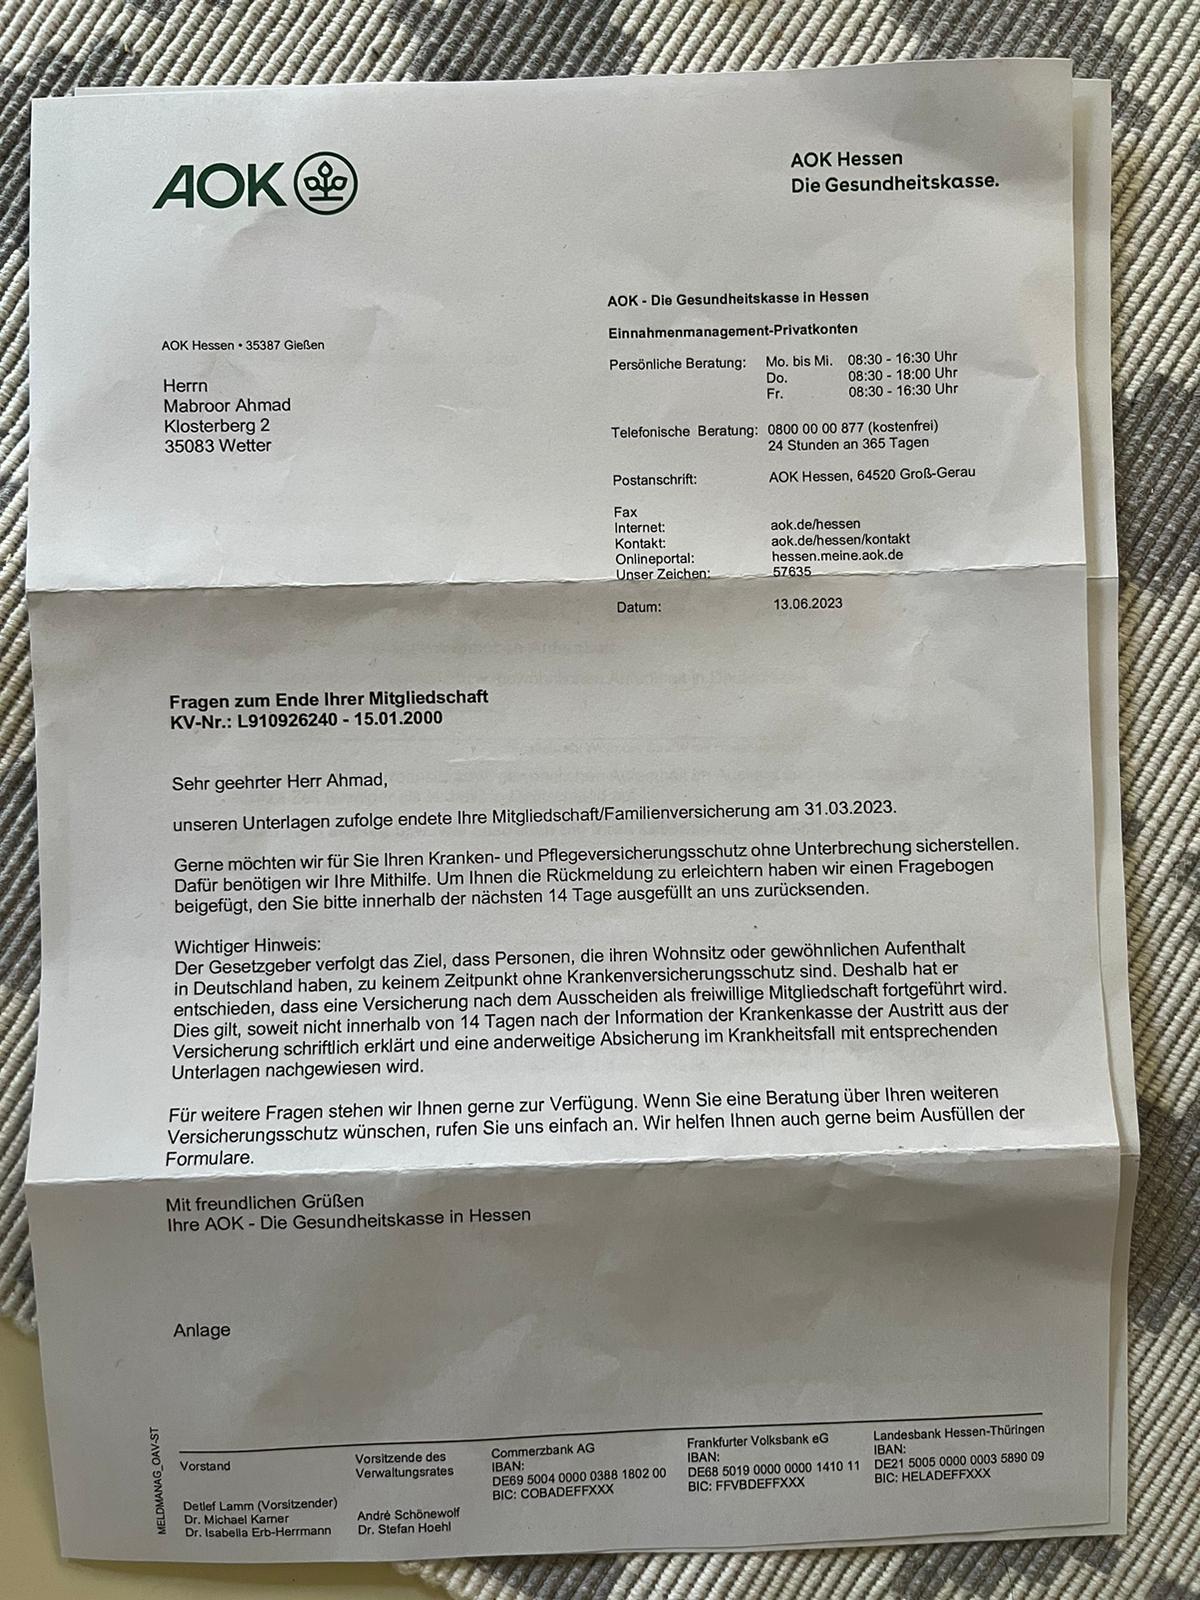 AOK
AOK Hessen
Die Gesundheitskasse.
AOK - Die Gesundheitskasse in Hessen
Einnahmenmanagement-Privatkonten
Persönliche Beratung: Mo. bis Mi. 08:30 - 16:30 Uhr
Do. 08:30 - 18:00 Uhr
Fr. 08:30 - 16:30 Uhr
Telefonische Beratung: 0800 00 00 877 (kostenfrei)
24 Stunden an 365 Tagen
Postanschrift: AOK Hessen, 64520 Groß-Gerau
Fax
Internet: aok.de/hessen
Kontakt: aok.de/hessen/kontakt
Onlineportal: hessen.meine.aok.de
Unser Zeichen: 57635
Datum: 13.06.2023
AOK Hessen • 35387 Gießen
Herrn
Mabroor Ahmad
Klosterberg 2
35083 Wetter
Fragen zum Ende Ihrer Mitgliedschaft
KV-Nr.: L910926240 - 15.01.2000
Sehr geehrter Herr Ahmad,
unseren Unterlagen zufolge endete Ihre Mitgliedschaft/Familienversicherung am 31.03.2023.
Gerne möchten wir für Sie Ihren Kranken- und Pflegeversicherungsschutz ohne Unterbrechung sicherstellen.
Dafür benötigen wir Ihre Mithilfe. Um Ihnen die Rückmeldung zu erleichtern haben wir einen Fragebogen
beigefügt, den Sie bitte innerhalb der nächsten 14 Tage ausgefüllt an uns zurücksenden.
Wichtiger Hinweis:
Der Gesetzgeber verfolgt das Ziel, dass Personen, die ihren Wohnsitz oder gewöhnlichen Aufenthalt
in Deutschland haben, zu keinem Zeitpunkt ohne Krankenversicherungsschutz sind. Deshalb hat er
entschieden, dass eine Versicherung nach dem Ausscheiden als freiwillige Mitgliedschaft fortgeführt wird.
Dies gilt, soweit nicht innerhalb von 14 Tagen nach der Information der Krankenkasse der Austritt aus der
Versicherung schriftlich erklärt und eine anderweitige Absicherung im Krankheitsfall mit entsprechenden
Unterlagen nachgewiesen wird.
Für weitere Fragen stehen wir Ihnen gerne zur Verfügung. Wenn Sie eine Beratung über Ihren weiteren
Versicherungsschutz wünschen, rufen Sie uns einfach an. Wir helfen Ihnen auch gerne beim Ausfüllen der
Formulare.
Mit freundlichen Grüßen
Ihre AOK - Die Gesundheitskasse in Hessen
Anlage
MELDMANAG_OAV-ST
Vorstand
Detlef Lamm (Vorsitzender)
Dr. Michael Karner
Dr. Isabella Erb-Herrmann
Vorsitzende des
Verwaltungsrates
André Schönewolf
Dr. Stefan Hoehl
Commerzbank AG
IBAN:
DE69 5004 0000 0388 1802 00
BIC: COBADEFFXXX
Frankfurter Volksbank eG
IBAN:
DE68 5019 0000 0000 1410 11
BIC: FFVBDEFFXXX
Landesbank Hessen-Thüringen
IBAN:
DE21 5005 0000 0003 5890 09
BIC: HELADEFFXXX